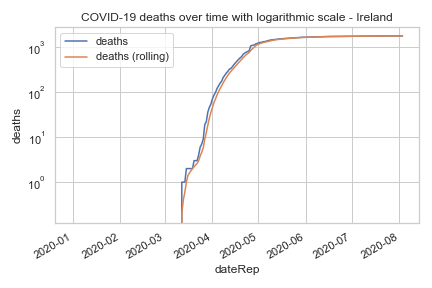 COVID-19 deaths over time with logarithmic scale - Ireland
deaths
deaths (rolling)
10³
10²
10¹
10⁰
deaths
2020-01
2020-02
2020-03
2020-04
2020-05
2020-06
2020-07
2020-08
dateRep